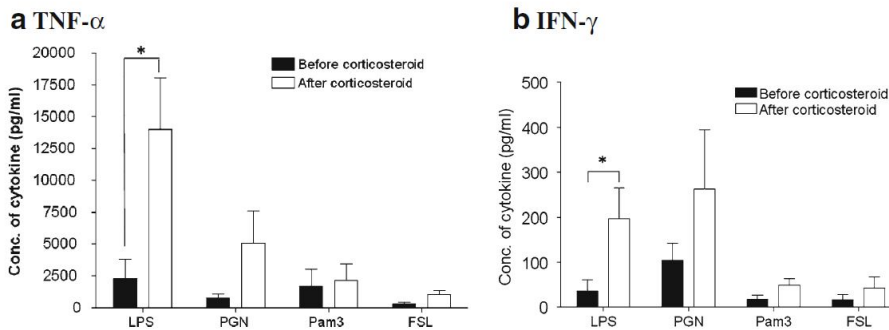 a TNF-α
b IFN-γ
Conc. of cytokine (pg/ml)
20000
17500
15000
12500
10000
7500
5000
2500
0
*
Before corticosteroid
After corticosteroid
LPS
PGN
Pam3
FSL
Conc. of cytokine (pg/ml)
500
400
300
200
100
0
*
Before corticosteroid
After corticosteroid
LPS
PGN
Pam3
FSL